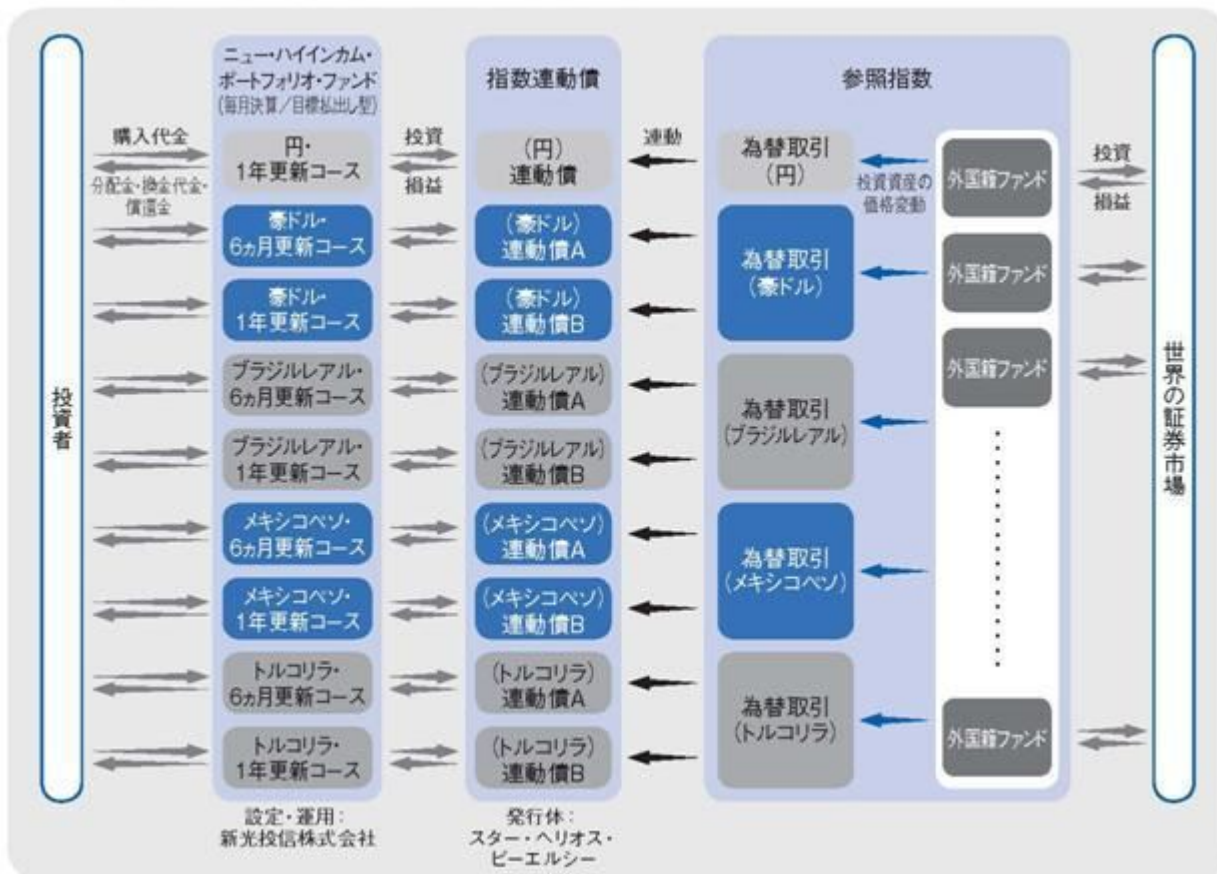 ニュー・ハイインカム・
ポートフォリオ・ファンド
(毎月決算／目標払出し型)
指数連動債
参照指数
投資者
購入代金
分配金・換金代金・
償還金
円・
1年更新コース
投資
損益
(円)
連動債
連動
為替取引
(円)
投資資産の
価格変動
外国籍ファンド
投資
損益
豪ドル・
6ヵ月更新コース
(豪ドル)
連動債A
為替取引
(豪ドル)
外国籍ファンド
豪ドル・
1年更新コース
(豪ドル)
連動債B
外国籍ファンド
ブラジルレアル・
6ヵ月更新コース
(ブラジルレアル)
連動債A
為替取引
(ブラジルレアル)
ブラジルレアル・
1年更新コース
(ブラジルレアル)
連動債B
メキシコペソ・
6ヵ月更新コース
(メキシコペソ)
連動債A
為替取引
(メキシコペソ)
メキシコペソ・
1年更新コース
(メキシコペソ)
連動債B
トルコリラ・
6ヵ月更新コース
(トルコリラ)
連動債A
為替取引
(トルコリラ)
外国籍ファンド
トルコリラ・
1年更新コース
(トルコリラ)
連動債B
世界の証券市場
設定・運用：
新光投信株式会社
発行体：
スター・ヘリオス・
ピーエルシー